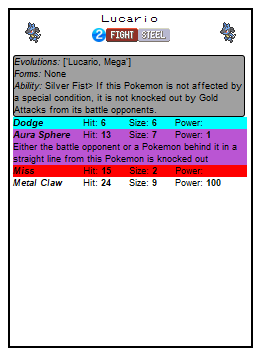 Lucario
2 FIGHT STEEL
Evolutions: ['Lucario, Mega']
Forms: None
Ability: Silver Fist> If this Pokemon is not affected by
a special condition, it is not knocked out by Gold
Attacks from its battle opponents.
Dodge Hit: 6 Size: 6 Power:
Aura Sphere Hit: 13 Size: 7 Power: 1
Either the battle opponent or a Pokemon behind it in a
straight line from this Pokemon is knocked out
Miss Hit: 15 Size: 2 Power:
Metal Claw Hit: 24 Size: 9 Power: 100